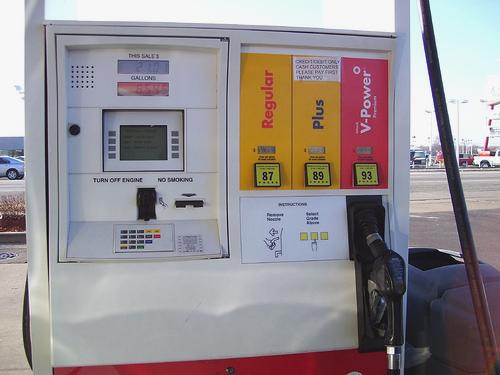 THIS SALE $
GALLONS
TURN OFF ENGINE NO SMOKING
CREDIT/DEBIT ONLY
CASH CUSTOMERS
PLEASE PAY FIRST
THANK YOU
Regular
Plus
V-Power
87
89
93
INSTRUCTIONS
Remove
Nozzle
Select
Grade
Above